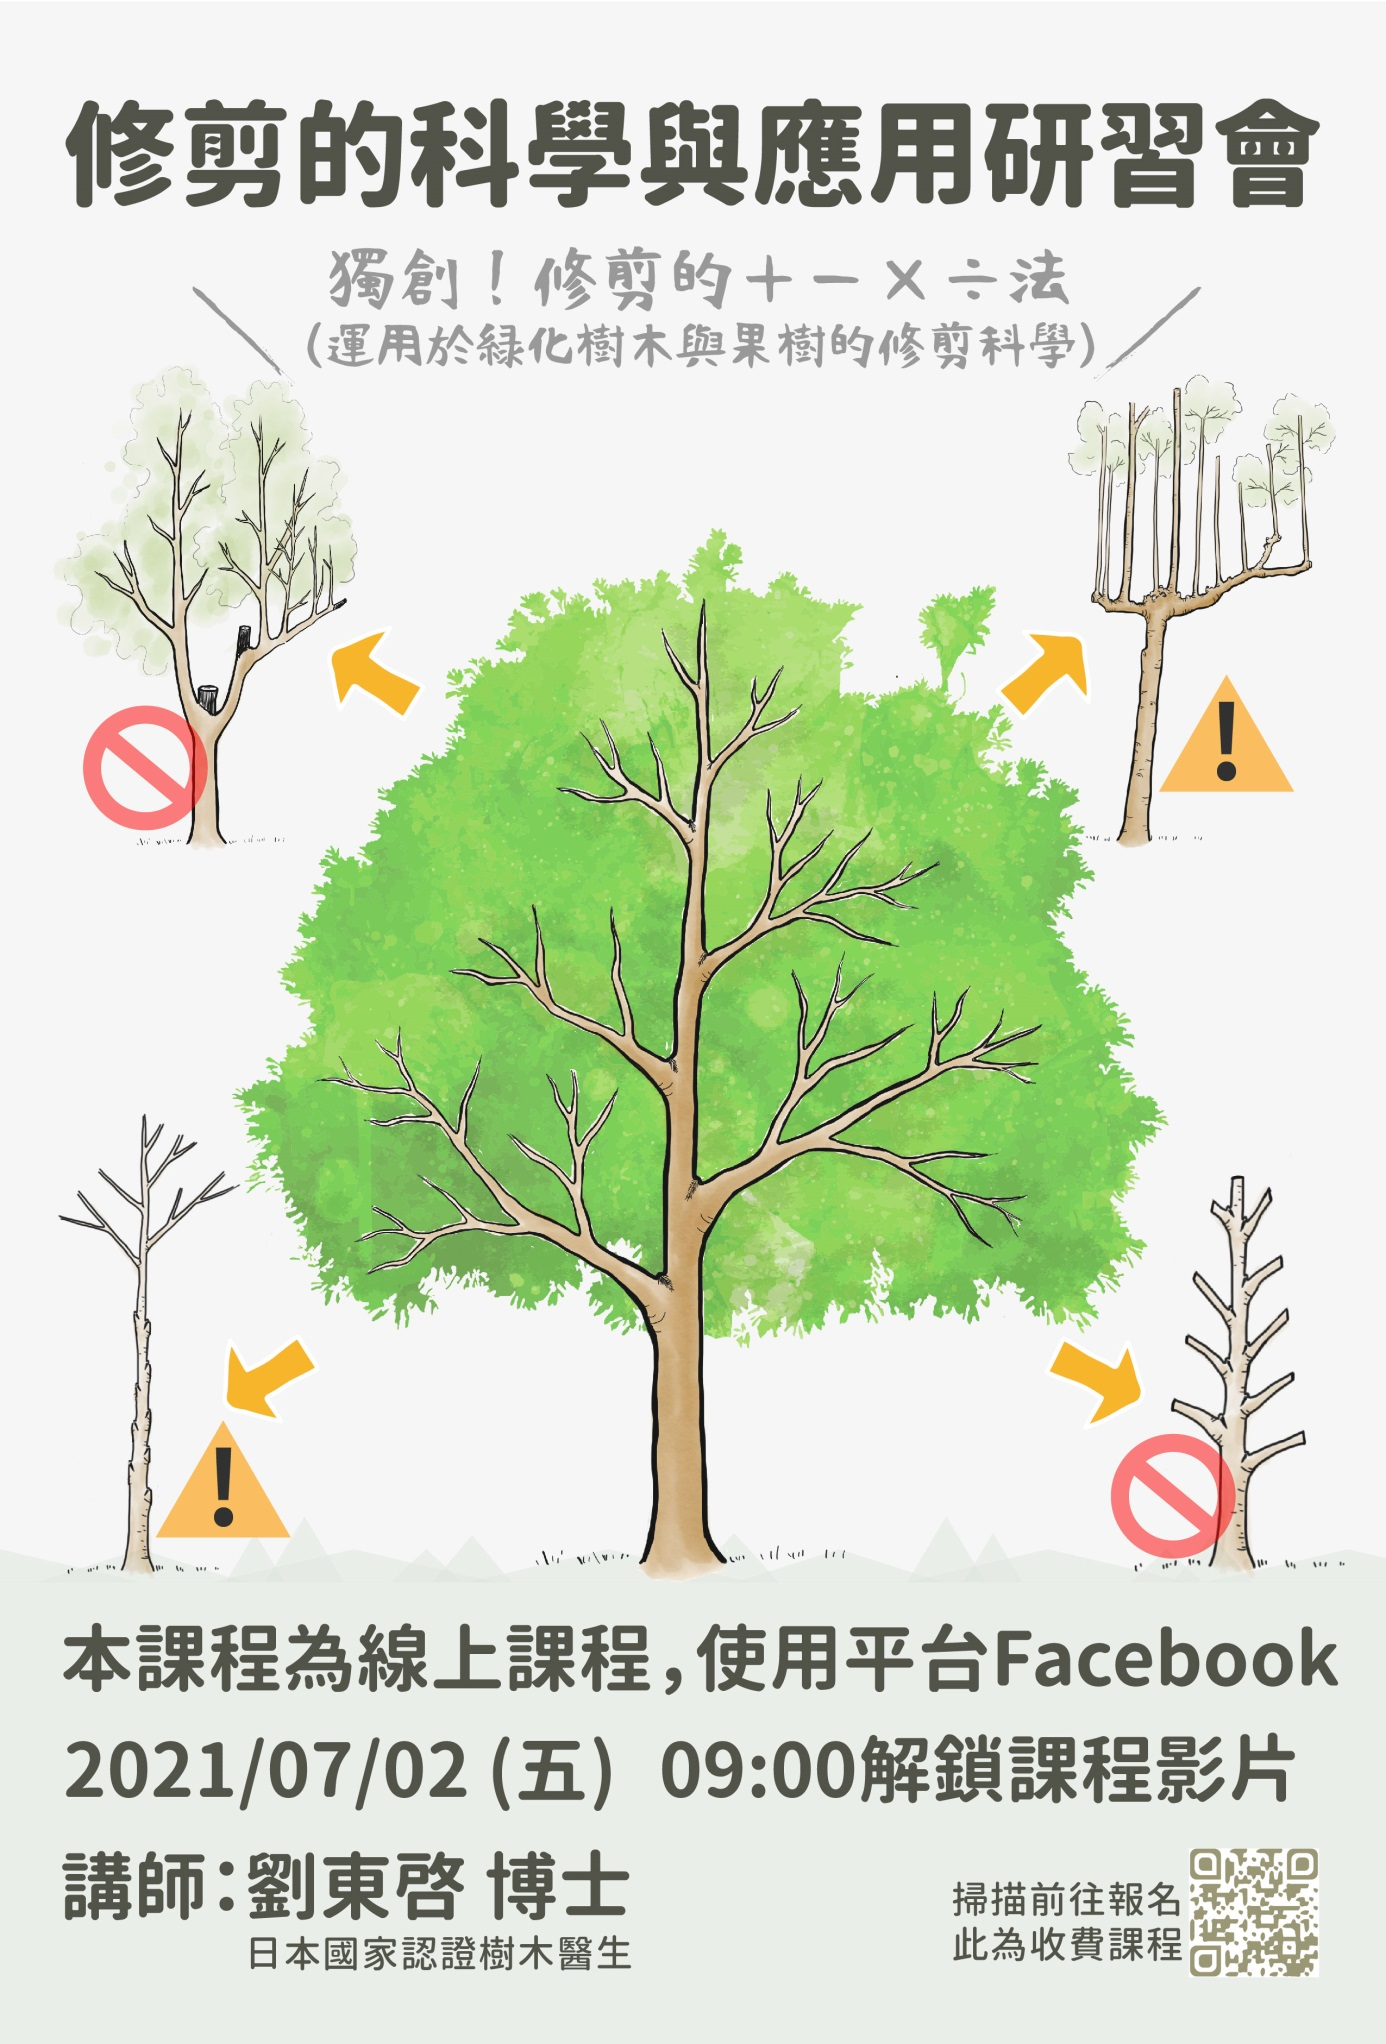 修剪的科學與應用研習會
獨創！修剪的＋－×÷法
(運用於綠化樹木與果樹的修剪科學)
本課程為線上課程，使用平台Facebook
2021/07/02 (五) 09:00解鎖課程影片
講師：劉東啓 博士
日本國家認證樹木醫生
掃描前往報名
此為收費課程